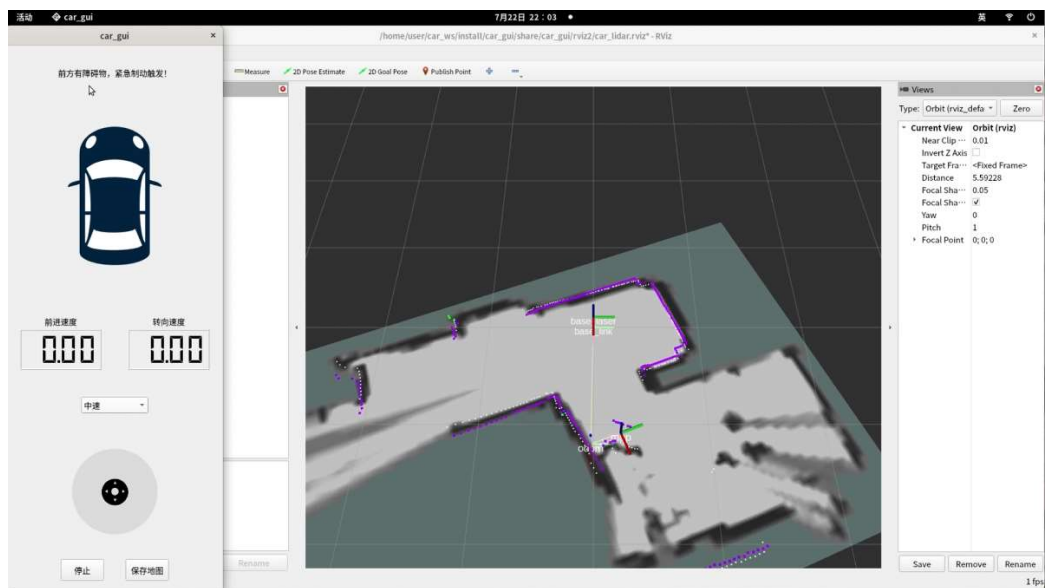 活动 car_gui 7月22日 22：03 英
car_gui ×
/home/user/car_ws/install/car_gui/share/car_gui/rviz2/car_lidar.rviz* - RViz ×
前方有障碍物，紧急制动触发！
Measure 2D Pose Estimate 2D Goal Pose Publish Point
Views
Type: Orbit (rviz_defa Zero
Current View Orbit (rviz)
Near Clip ··· 0.01
Invert Z Axis
Target Fra··· <Fixed Frame>
Distance 5.59228
Focal Sha··· 0.05
Focal Sha···
Yaw 0
Pitch 1
Focal Point 0; 0; 0
base_laser
base_link
前进速度 转向速度
0.00 0.00
中速
停止 保存地图
Rename
Save Remove Rename
1 fps